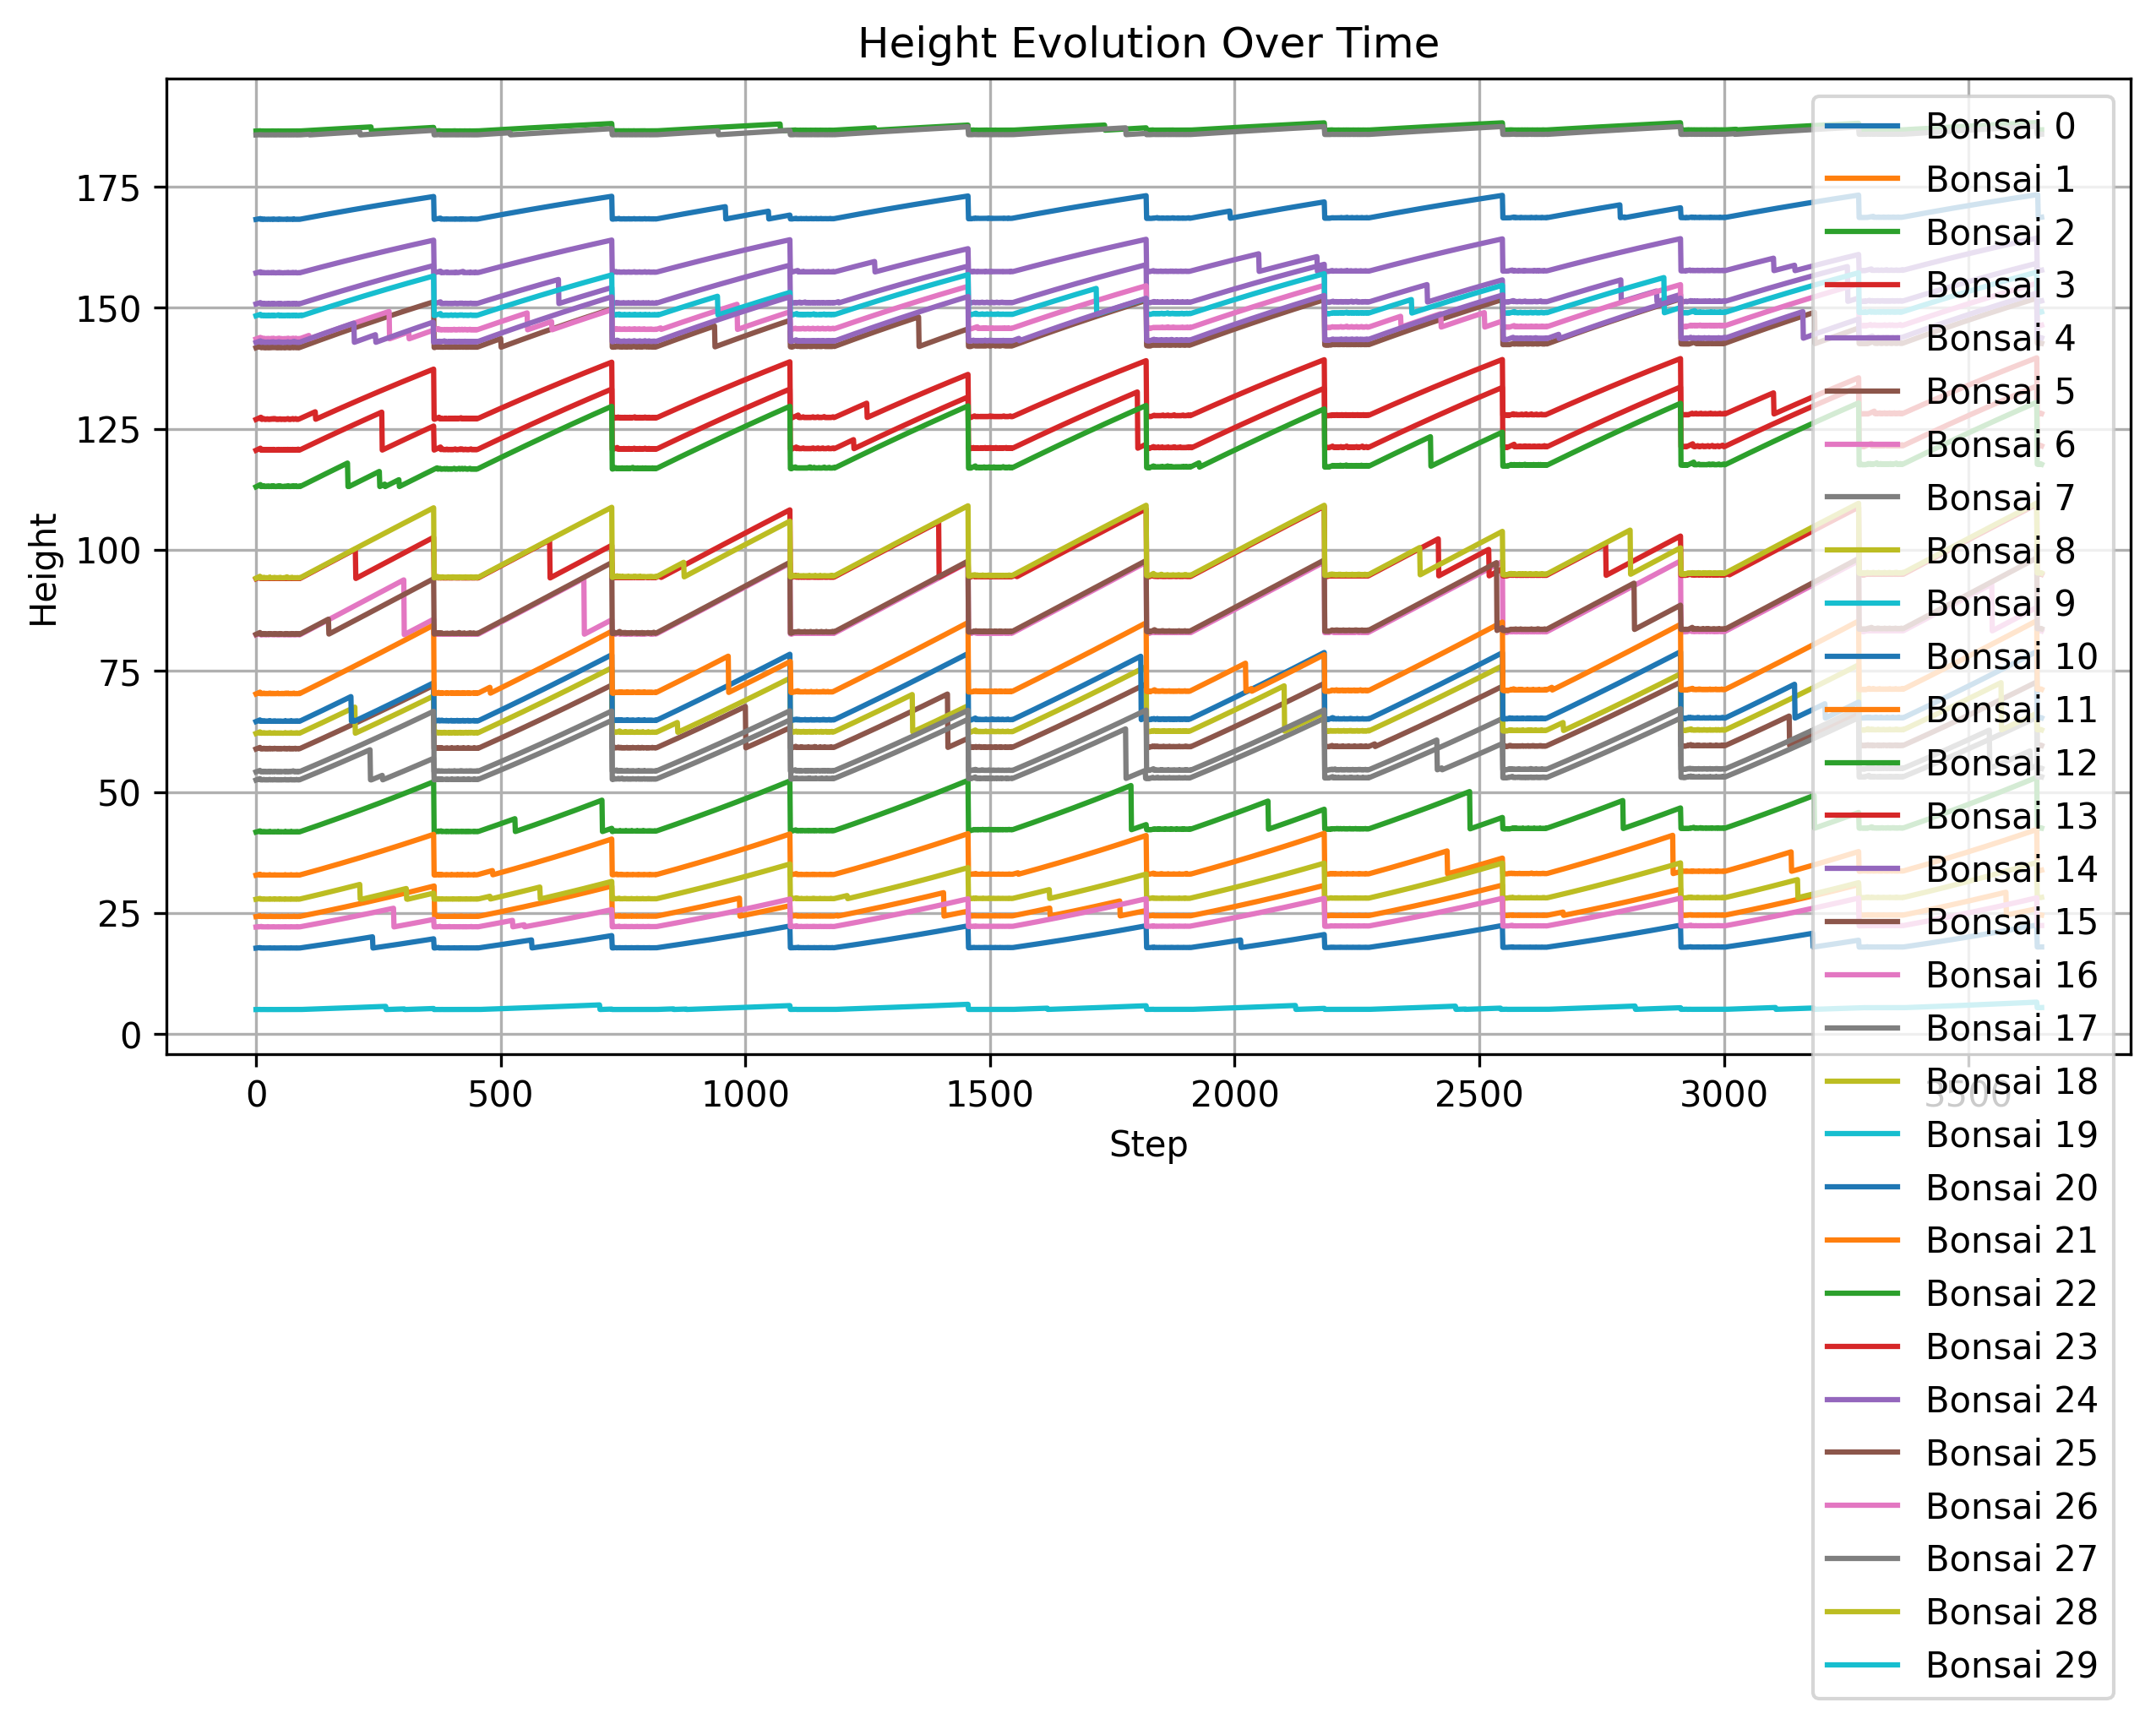 Height Evolution Over Time
Height
175
150
125
100
75
50
25
0
0
500
1000
1500
2000
2500
3000
3500
Step
Bonsai 0
Bonsai 1
Bonsai 2
Bonsai 3
Bonsai 4
Bonsai 5
Bonsai 6
Bonsai 7
Bonsai 8
Bonsai 9
Bonsai 10
Bonsai 11
Bonsai 12
Bonsai 13
Bonsai 14
Bonsai 15
Bonsai 16
Bonsai 17
Bonsai 18
Bonsai 19
Bonsai 20
Bonsai 21
Bonsai 22
Bonsai 23
Bonsai 24
Bonsai 25
Bonsai 26
Bonsai 27
Bonsai 28
Bonsai 29